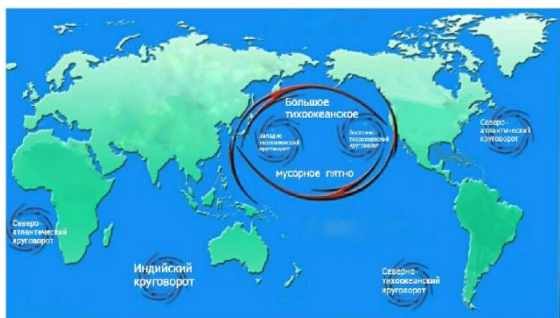 Большое
тихоокеанское
Западно
тихоокеанский
круговорот
Восточно-
тихоокеанский
круговорот
мусорное пятно
Северо-
атлантический
круговорот
Северо
атлантический
круговорот
Индийский
круговорот
Северно-
тихоокеанский
круговорот